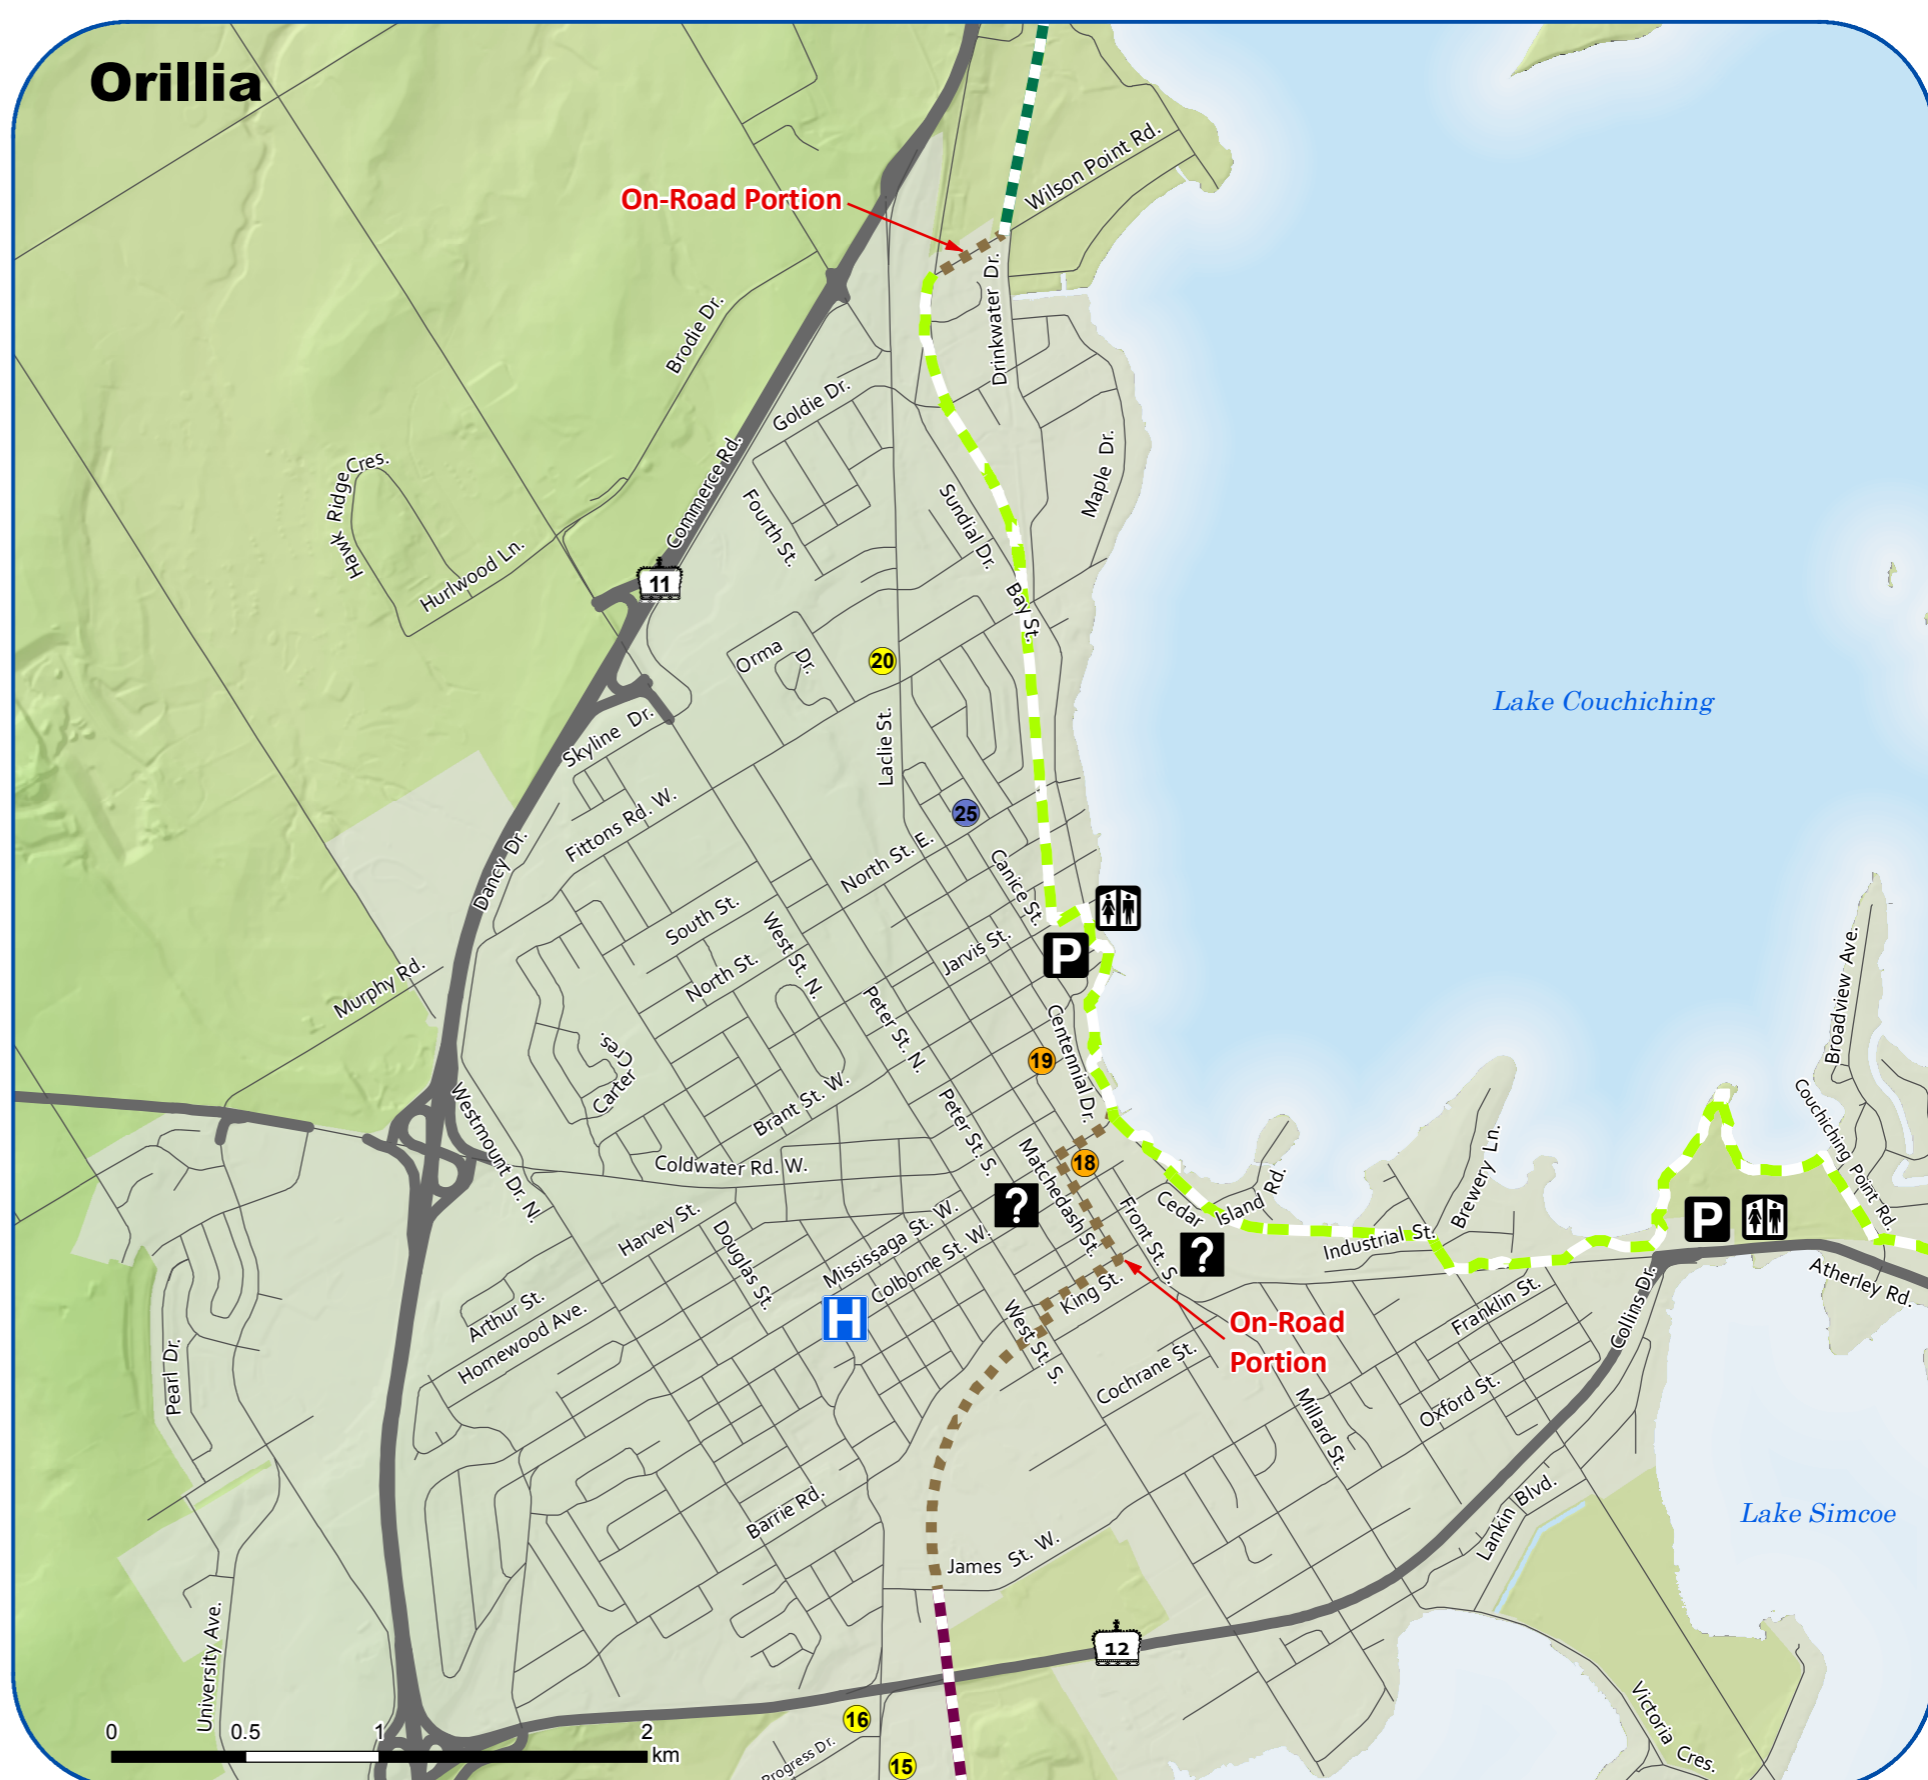 Orillia
On-Road Portion
Wilson Point Rd.
Drinkwater Dr.
Brodie Dr.
Goldie Dr.
Commerce Rd.
Maple Dr.
Hawk Ridge Cres.
Fourth St.
Sundial Dr.
Hurlwood Ln.
11
Bay St.
Orma Dr.
20
Lake Couchiching
Skyline Dr.
Laclie St.
Fittons Rd. W.
25
Dancy Dr.
North St. E.
Canice St.
South St.
West St. N.
Jarvis St.
P
Murphy Rd.
North St.
Broadview Ave.
Peter St. N.
Centennial Dr.
19
Carter Cres.
Westmount Dr. N.
Brant St. W.
Peter St. S.
Couchiching Point Rd.
Coldwater Rd. W.
Matchedash St.
18
Brewery Ln.
?
Cedar Island Rd.
Front St. S.
Harvey St.
Douglas St.
Mississaga St. W.
Colborne St. W.
?
Industrial St.
P
Atherley Rd.
King St.
Arthur St.
Homewood Ave.
H
West St. S.
On-Road
Portion
Franklin St.
Collins Dr.
Pearl Dr.
Cochrane St.
Millard St.
Oxford St.
Barrie Rd.
Lankin Blvd.
Lake Simcoe
James St. W.
University Ave.
12
Victoria Cres.
16
Progress Dr.
15
0 0.5 1 2
km